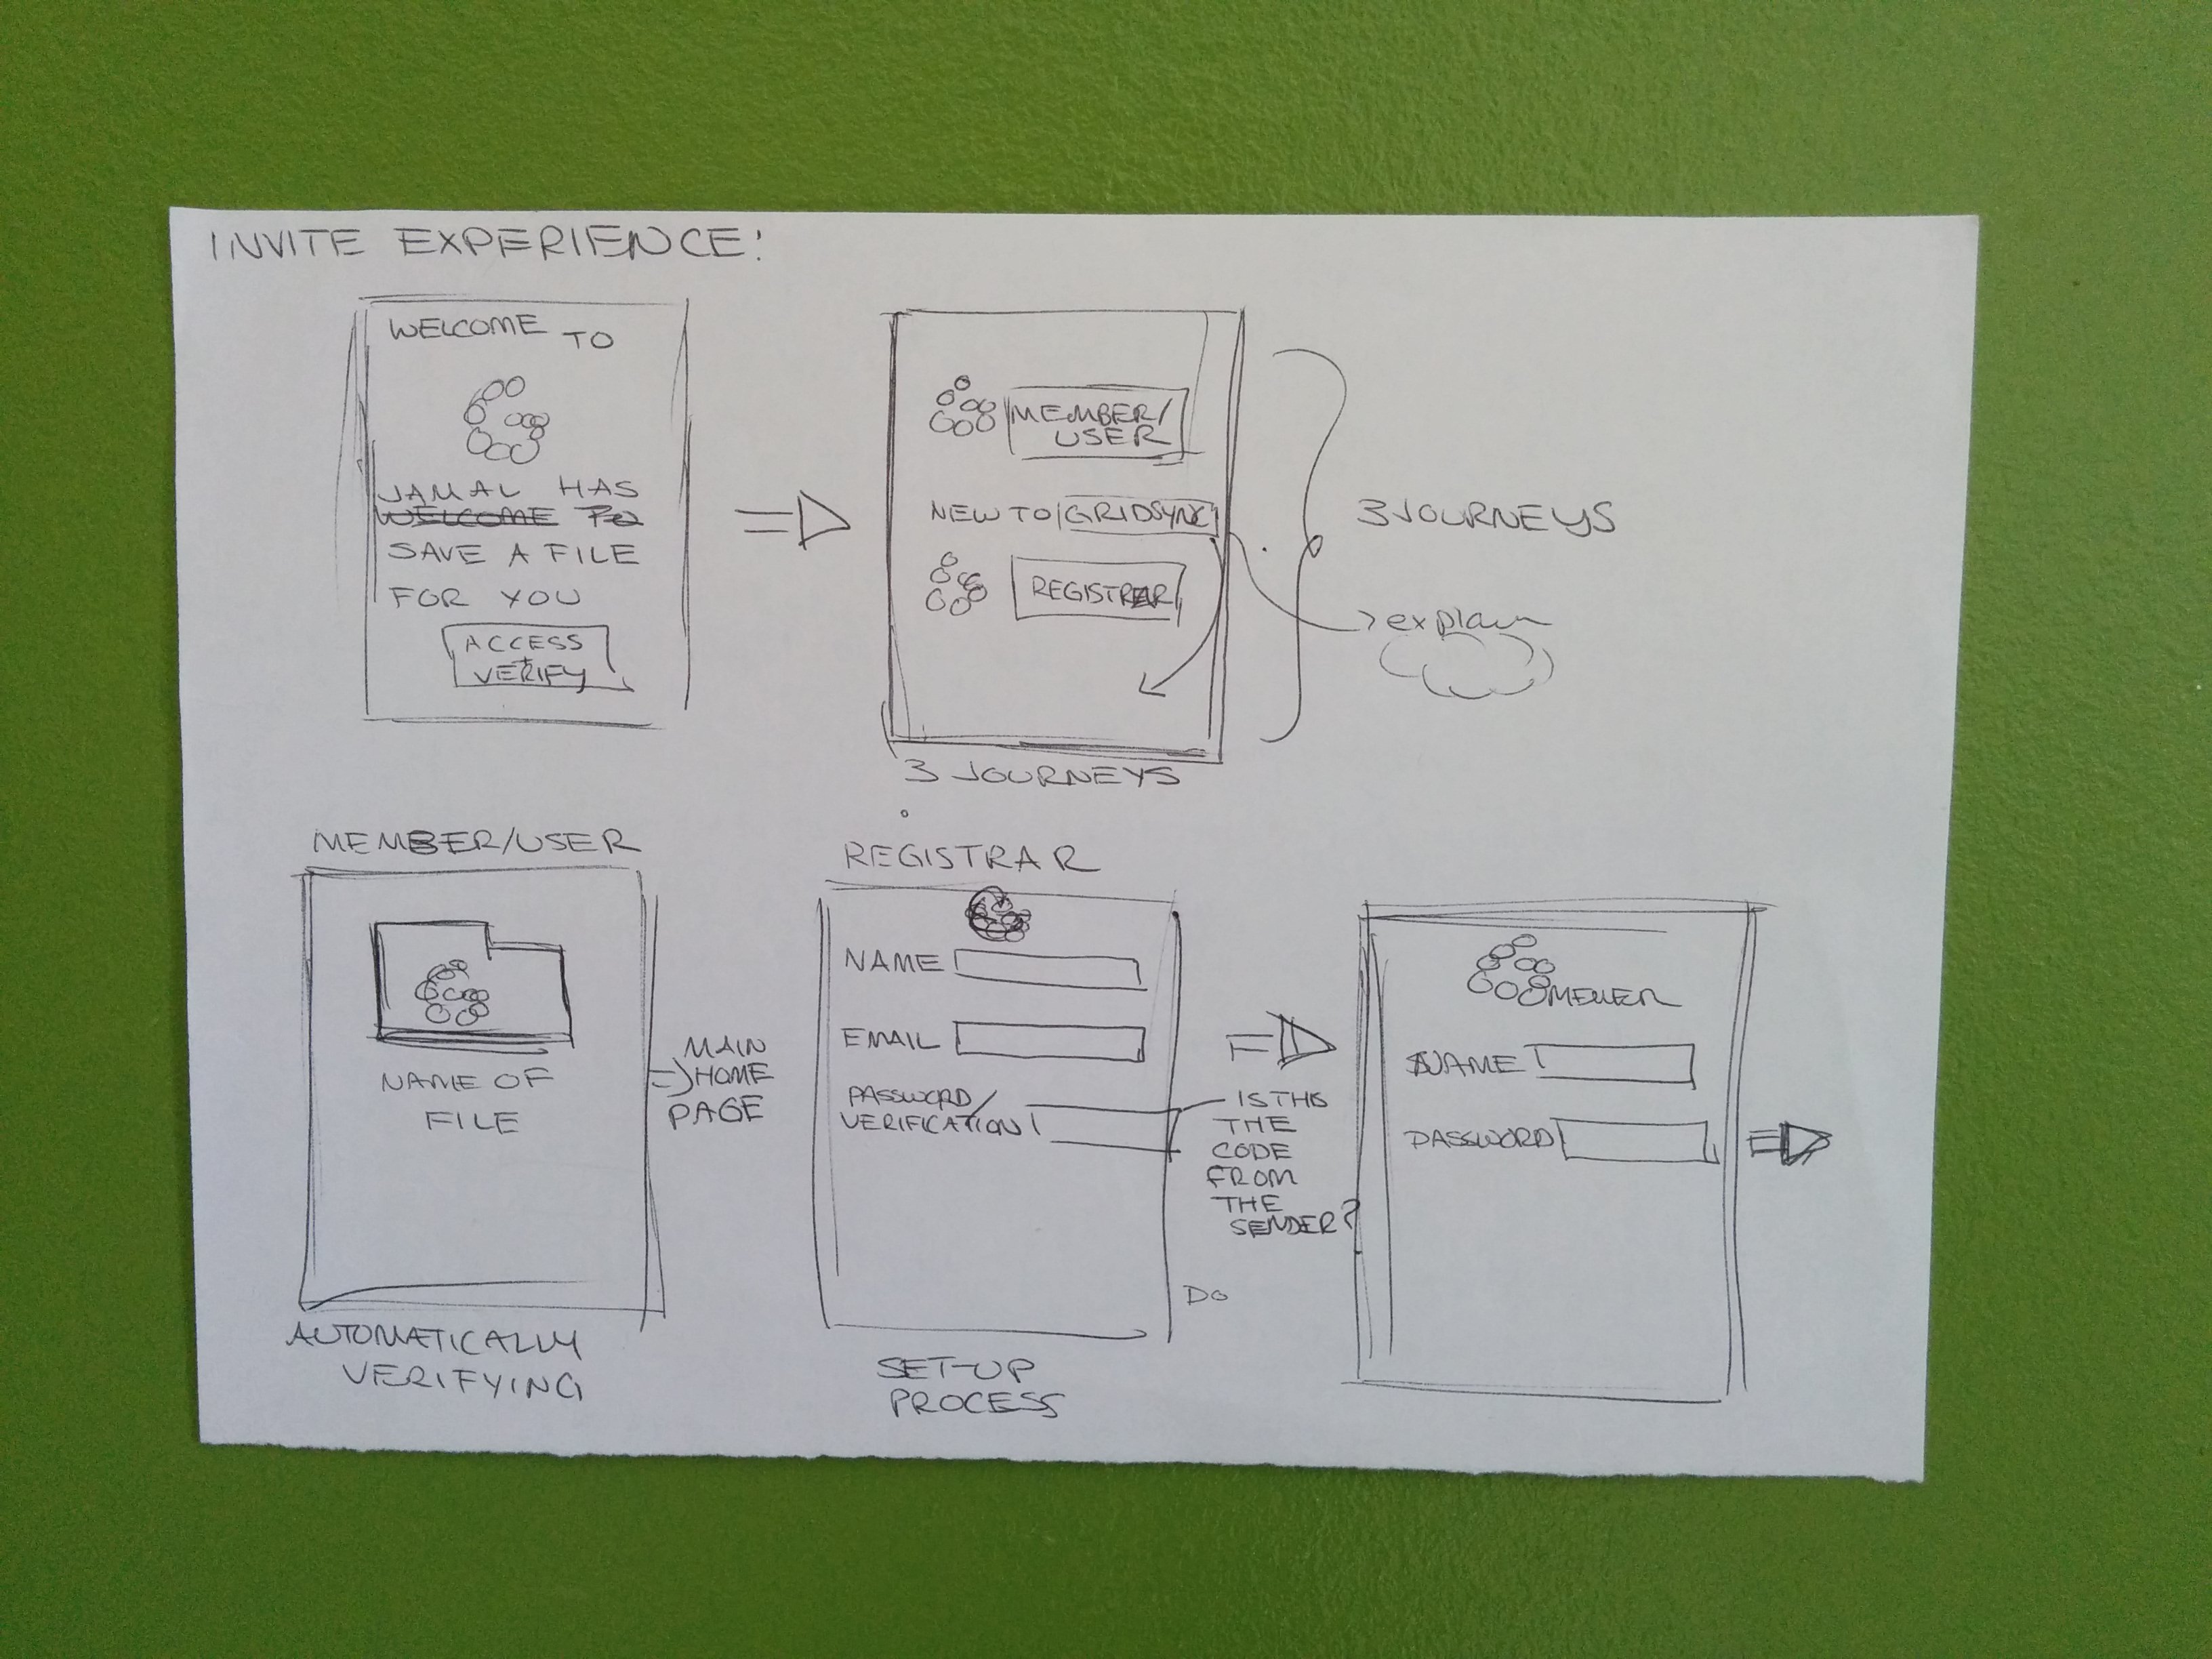 INVITE EXPERIENCE:
WELCOME TO
JAMAL HAS
WELCOME TO
SAVE A FILE
FOR YOU
ACCESS
+
VERIFY
MEMBER/
USER
NEW TO GRIDSYNC
REGISTRAR
3 JOURNEYS
explain
3 JOURNEYS
MEMBER/USER
NAME OF
FILE
MAIN
HOME
PAGE
AUTOMATICALLY
VERIFYING
REGISTRAR
NAME
EMAIL
PASSWORD/
VERIFICATION
IS THIS
THE
CODE
FROM
THE
SENDER?
DO
SET-UP
PROCESS
NAME
PASSWORD